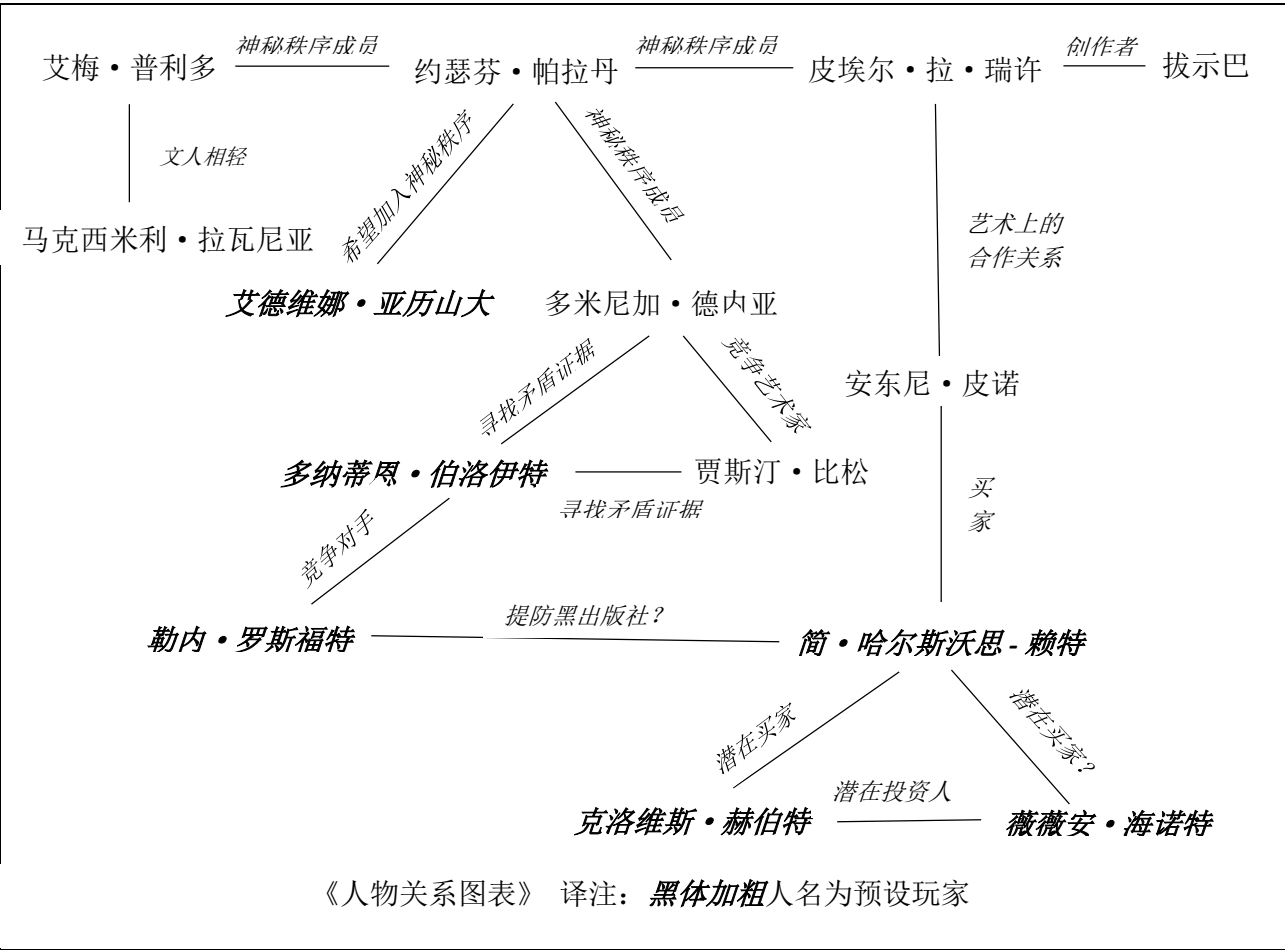 艾梅・普利多
神秘秩序成员
约瑟芬・帕拉丹
神秘秩序成员
皮埃尔・拉・瑞许
创作者
拔示巴
文人相轻
希望加入神秘秩序
神秘秩序成员
马克西米利・拉瓦尼亚
艺术上的
合作关系
艾德维娜・亚历山大
多米尼加・德内亚
寻找矛盾证据
竞争艺术家
安东尼・皮诺
多纳蒂恩・伯洛伊特
贾斯汀・比松
寻找矛盾证据
买
家
竞争对手
提防黑出版社？
勒内・罗斯福特
简・哈尔斯沃思-赖特
潜在买家
潜在买家？
潜在投资人
克洛维斯・赫伯特
薇薇安・海诺特
《人物关系图表》 译注：黑体加粗人名为预设玩家